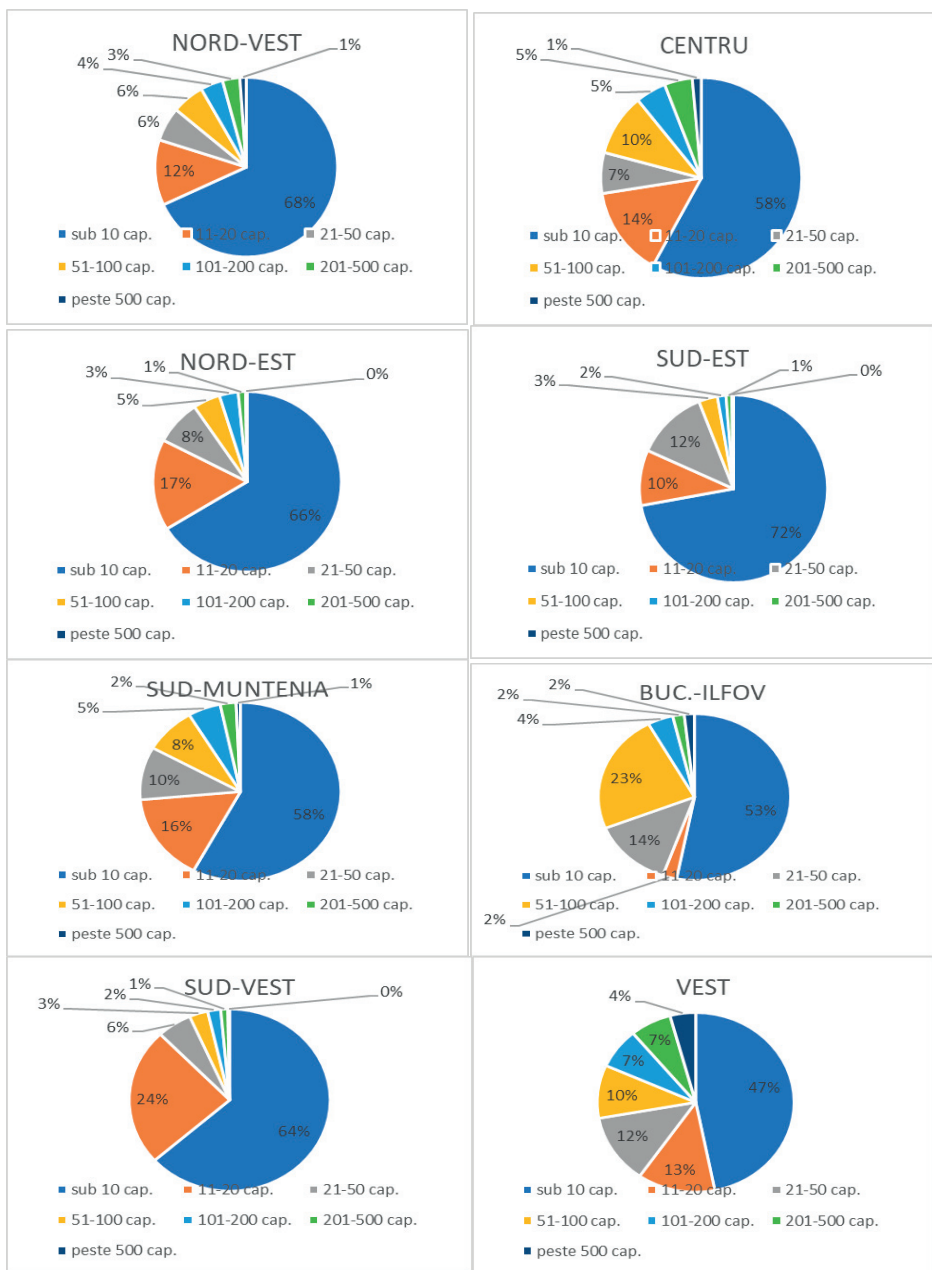 NORD-VEST
3%
1%
4%
6%
6%
12%
68%
sub 10 cap. 11-20 cap. 21-50 cap.
51-100 cap. 101-200 cap. 201-500 cap.
peste 500 cap.
CENTRU
1%
5%
5%
10%
7%
58%
14%
sub 10 cap. 11-20 cap. 21-50 cap.
51-100 cap. 101-200 cap. 201-500 cap.
peste 500 cap.
NORD-EST
1%
3%
0%
5%
8%
17%
66%
sub 10 cap. 11-20 cap. 21-50 cap.
51-100 cap. 101-200 cap. 201-500 cap.
peste 500 cap.
SUD-EST
2%
1%
0%
3%
12%
10%
72%
sub 10 cap. 11-20 cap. 21-50 cap.
51-100 cap. 101-200 cap. 201-500 cap.
peste 500 cap.
2%
SUD-MUNTENIA
1%
5%
8%
10%
58%
16%
sub 10 cap. 11-20 cap. 21-50 cap.
51-100 cap. 101-200 cap. 201-500 cap.
peste 500 cap.
BUC.-ILFOV
2%
2%
4%
23%
53%
14%
sub 10 cap. 11-20 cap. 21-50 cap.
51-100 cap. 101-200 cap. 201-500 cap.
2%
peste 500 cap.
1%
SUD-VEST
2%
0%
3%
6%
24%
64%
sub 10 cap. 11-20 cap. 21-50 cap.
51-100 cap. 101-200 cap. 201-500 cap.
peste 500 cap.
VEST
4%
7%
7%
47%
10%
12%
13%
sub 10 cap. 11-20 cap. 21-50 cap.
51-100 cap. 101-200 cap. 201-500 cap.
peste 500 cap.